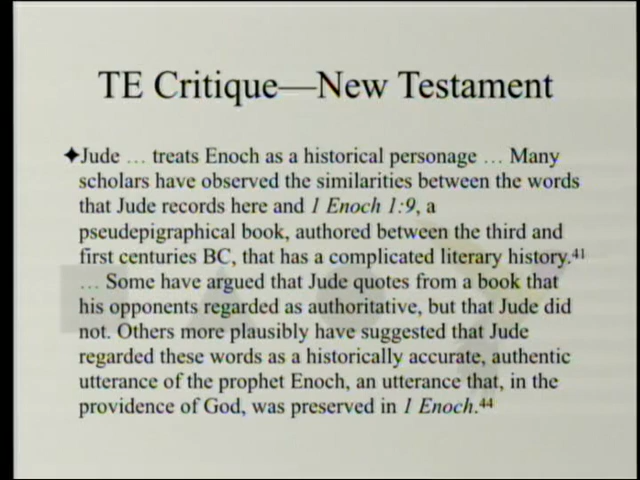 TE Critique—New Testament
✦Jude … treats Enoch as a historical personage … Many
scholars have observed the similarities between the words
that Jude records here and 1 Enoch 1:9, a
pseudepigraphical book, authored between the third and
first centuries BC, that has a complicated literary history.⁴¹
… Some have argued that Jude quotes from a book that
his opponents regarded as authoritative, but that Jude did
not. Others more plausibly have suggested that Jude
regarded these words as a historically accurate, authentic
utterance of the prophet Enoch, an utterance that, in the
providence of God, was preserved in 1 Enoch.⁴⁴